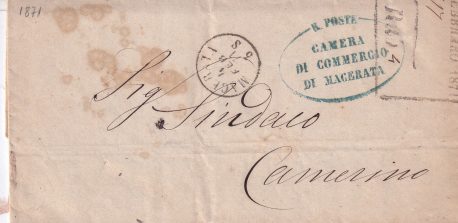 1871
R. POSTE
CAMERA
DI COMMERCIO
DI MACERATA
Sig Sindaco
Camerino